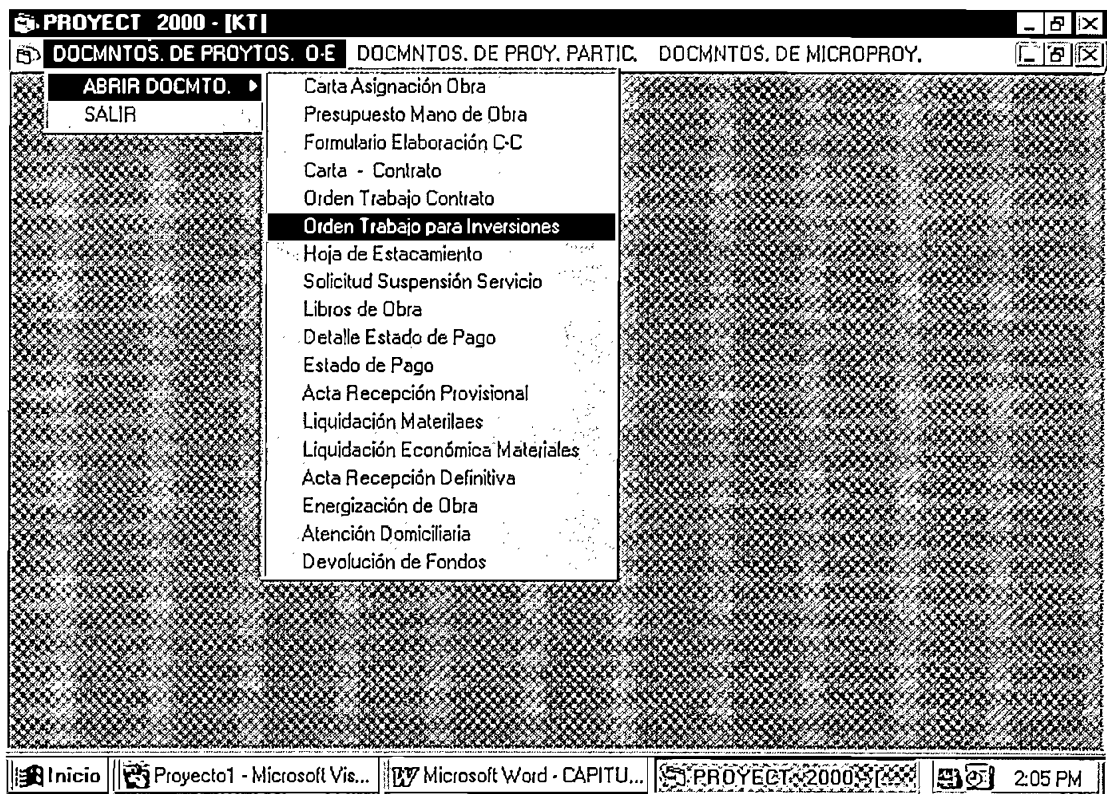 PROYECT 2000 - [KT]
DOCMNTOS. DE PROYTOS. O-E DOCMNTOS. DE PROY. PARTIC. DOCMNTOS. DE MICROPROY.
ABRIR DOCMTO.
SALIR
Carta Asignación Obra
Presupuesto Mano de Obra
Formulario Elaboración C-C
Carta - Contrato
Orden Trabajo Contrato
Orden Trabajo para Inversiones
Hoja de Estacamiento
Solicitud Suspensión Servicio
Libros de Obra
Detalle Estado de Pago
Estado de Pago
Acta Recepción Provisional
Liquidación Materilaes
Liquidación Económica Materiales
Acta Recepción Definitiva
Energización de Obra
Atención Domiciliaria
Devolución de Fondos
Inicio Proyecto1 - Microsoft Vis... Microsoft Word - CAPITU... PROYECT 2000 - [ 2:05 PM